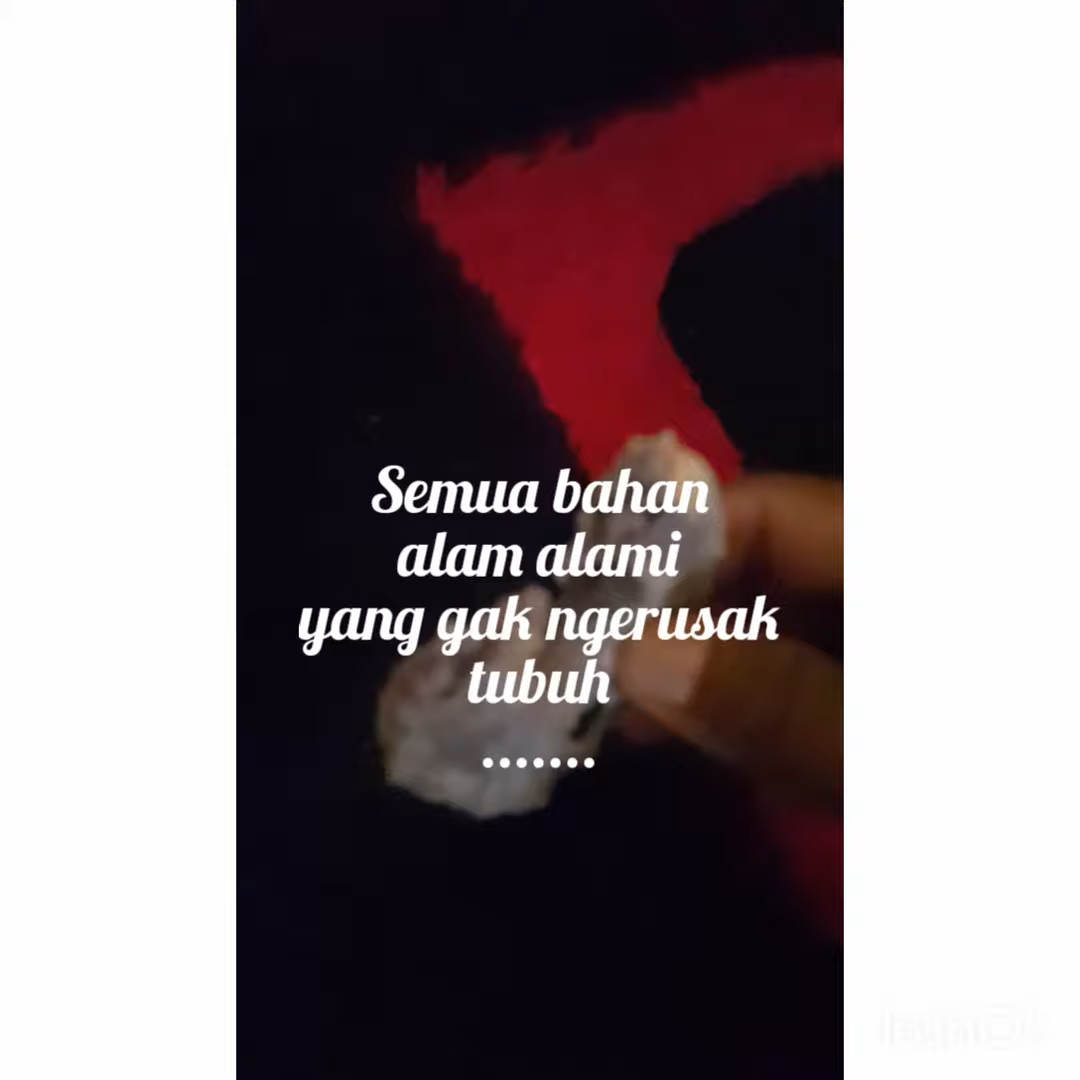 Semua bahan
alam alami
yang gak ngerusak
tubuh
.......